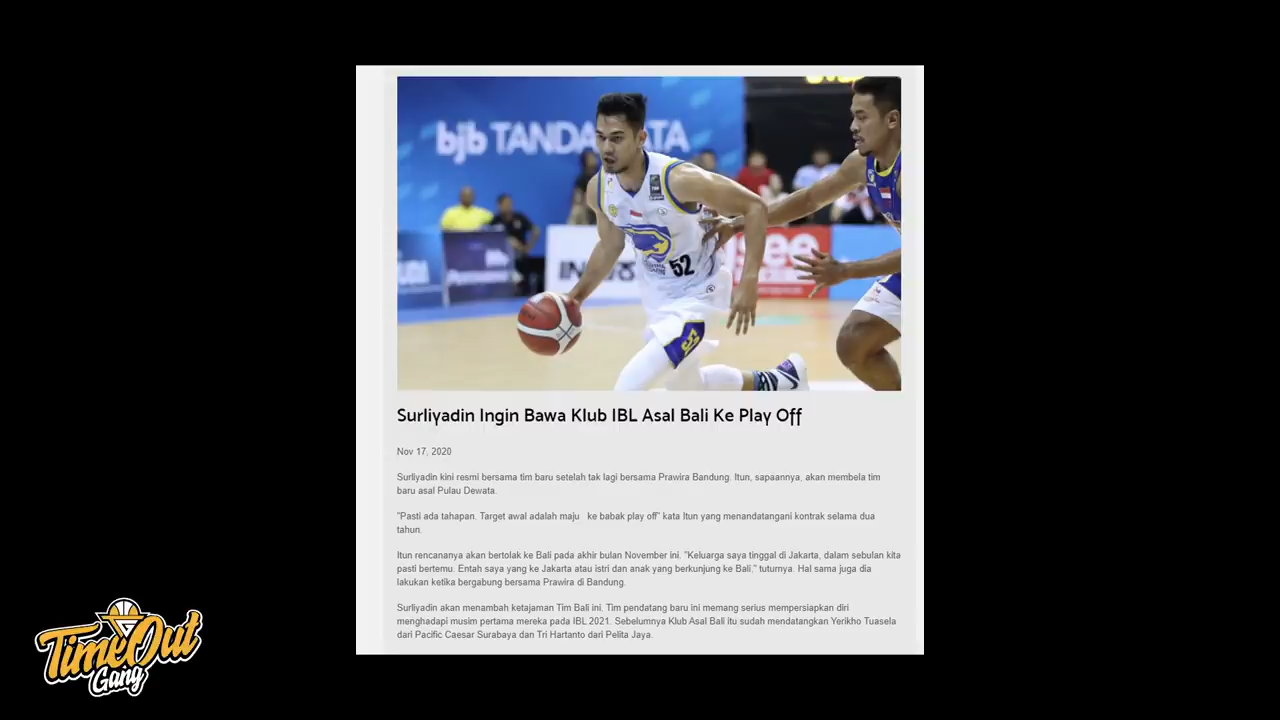 bjb TANDA
52
Surliyadin Ingin Bawa Klub IBL Asal Bali Ke Play Off
Nov 17, 2020
Surliyadin kini resmi bersama tim baru setelah tak lagi bersama Prawira Bandung. Itun, sapaannya, akan membela tim
baru asal Pulau Dewata.
"Pasti ada tahapan. Target awal adalah maju ke babak play off" kata Itun yang menandatangani kontrak selama dua
tahun.
Itun rencananya akan bertolak ke Bali pada akhir bulan November ini. "Keluarga saya tinggal di Jakarta, dalam sebulan kita
pasti bertemu. Entah saya yang ke Jakarta atau istri dan anak yang berkunjung ke Bali." tuturnya. Hal sama juga dia
lakukan ketika bergabung bersama Prawira di Bandung.
Surliyadin akan menambah ketajaman Tim Bali ini. Tim pendatang baru ini memang serius mempersiapkan diri
menghadapi musim pertama mereka pada IBL 2021. Sebelumnya Klub Asal Bali itu sudah mendatangkan Yerikho Tuasela
dari Pacific Caesar Surabaya dan Tri Hartanto dari Pelita Jaya.
TimeOut
Gang